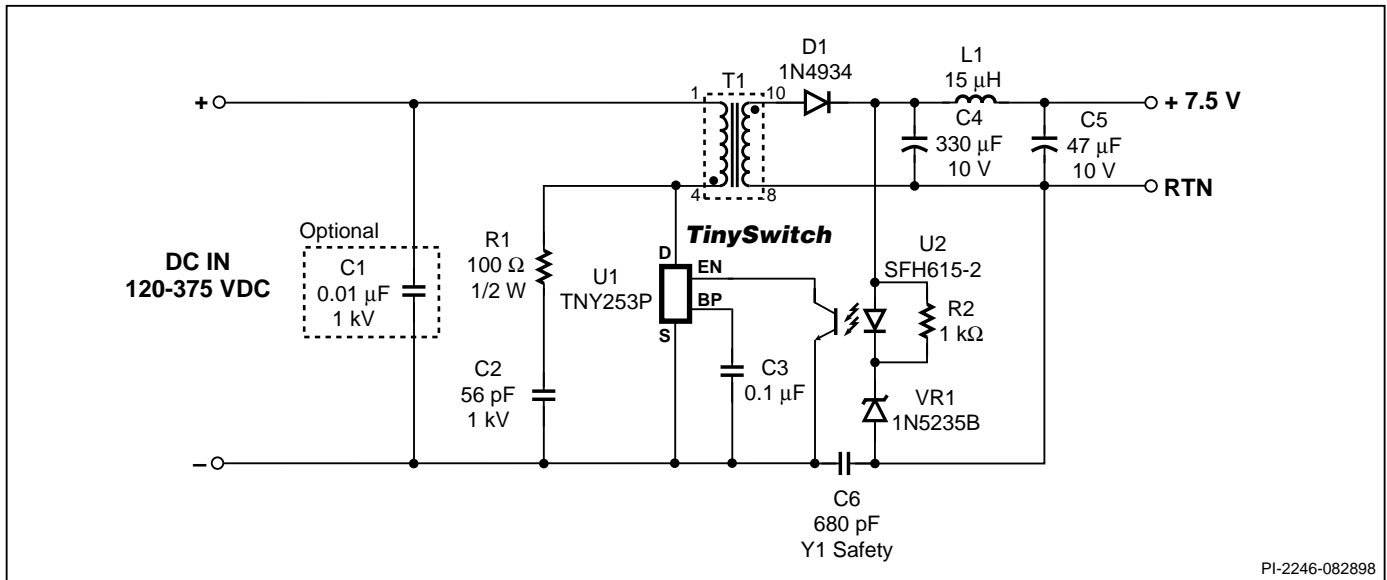 D1
1N4934
L1
15 µH
T1
+
1
10
+ 7.5 V
C4
330 µF
10 V
C5
47 µF
10 V
4
8
RTN
Optional
TinySwitch
DC IN
120-375 VDC
C1
0.01 µF
1 kV
R1
100 Ω
1/2 W
U1
TNY253P
D
EN
BP
S
U2
SFH615-2
R2
1 kΩ
C2
56 pF
1 kV
C3
0.1 µF
VR1
1N5235B
–
C6
680 pF
Y1 Safety
PI-2246-082898